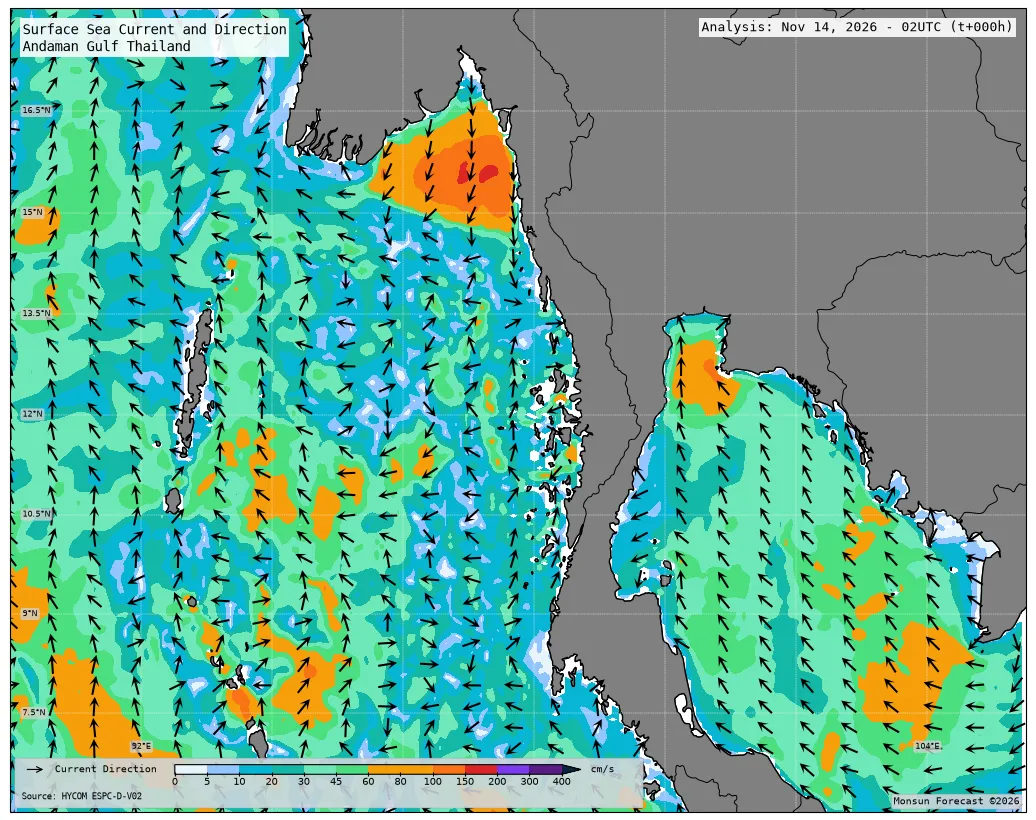 Surface Sea Current and Direction
Andaman Gulf Thailand
Analysis: Nov 14, 2026 - 02UTC (t+000h)
16.5°N
15°N
13.5°N
12°N
10.5°N
9°N
7.5°N
92°E
104°E
Current Direction
cm/s
0 5 10 20 30 45 60 80 100 150 200 300 400
Source: HYCOM ESPC-D-V02
Monsun Forecast ©2026